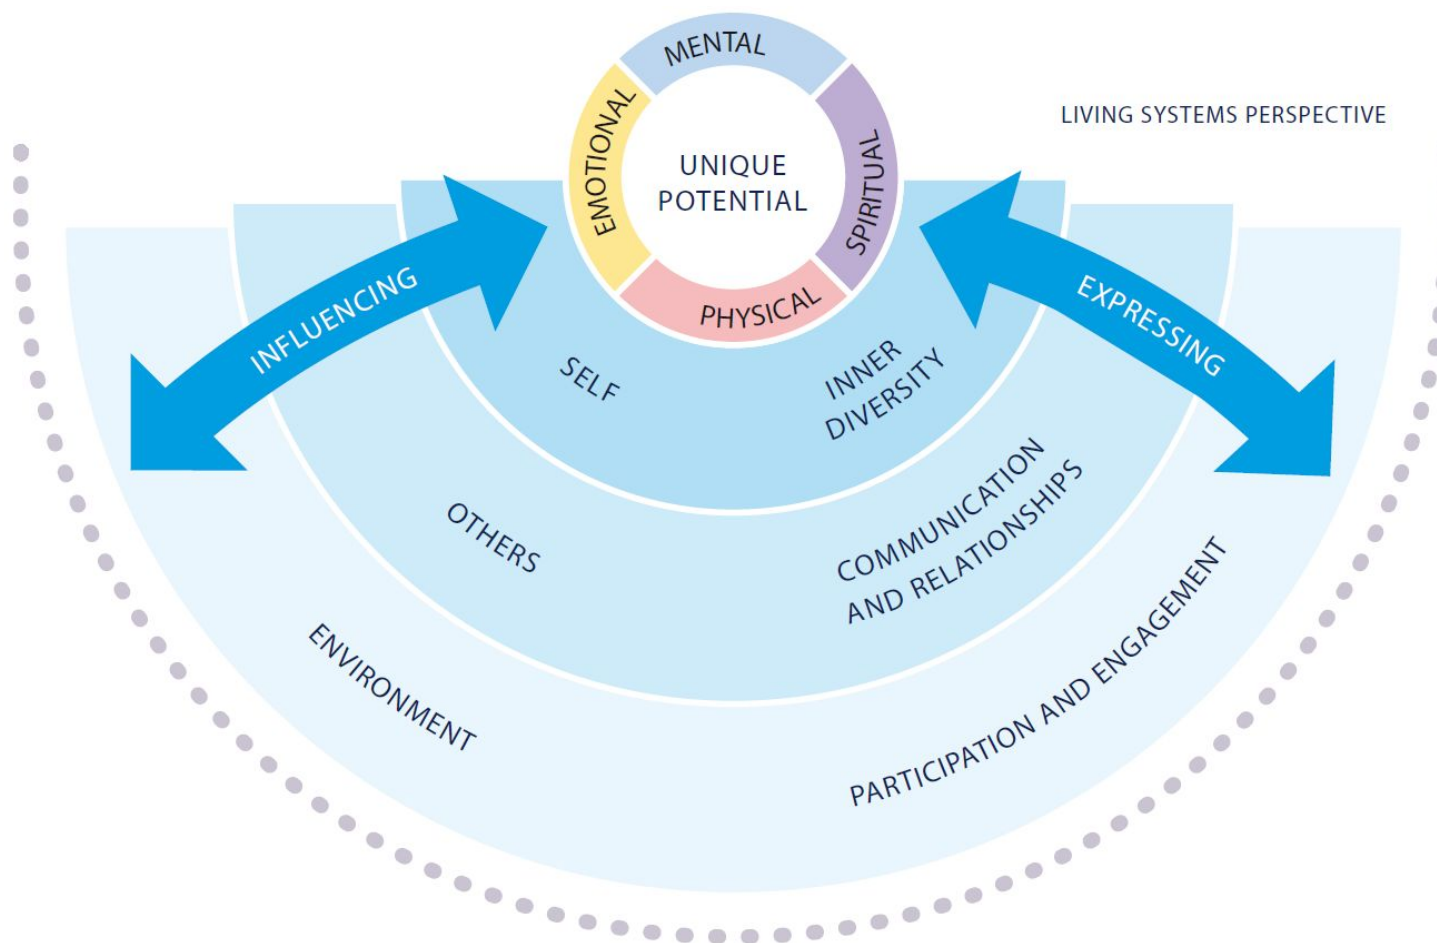 MENTAL
EMOTIONAL
SPIRITUAL
PHYSICAL
UNIQUE
POTENTIAL
LIVING SYSTEMS PERSPECTIVE
INFLUENCING
EXPRESSING
SELF
INNER
DIVERSITY
OTHERS
COMMUNICATION
AND RELATIONSHIPS
ENVIRONMENT
PARTICIPATION AND ENGAGEMENT